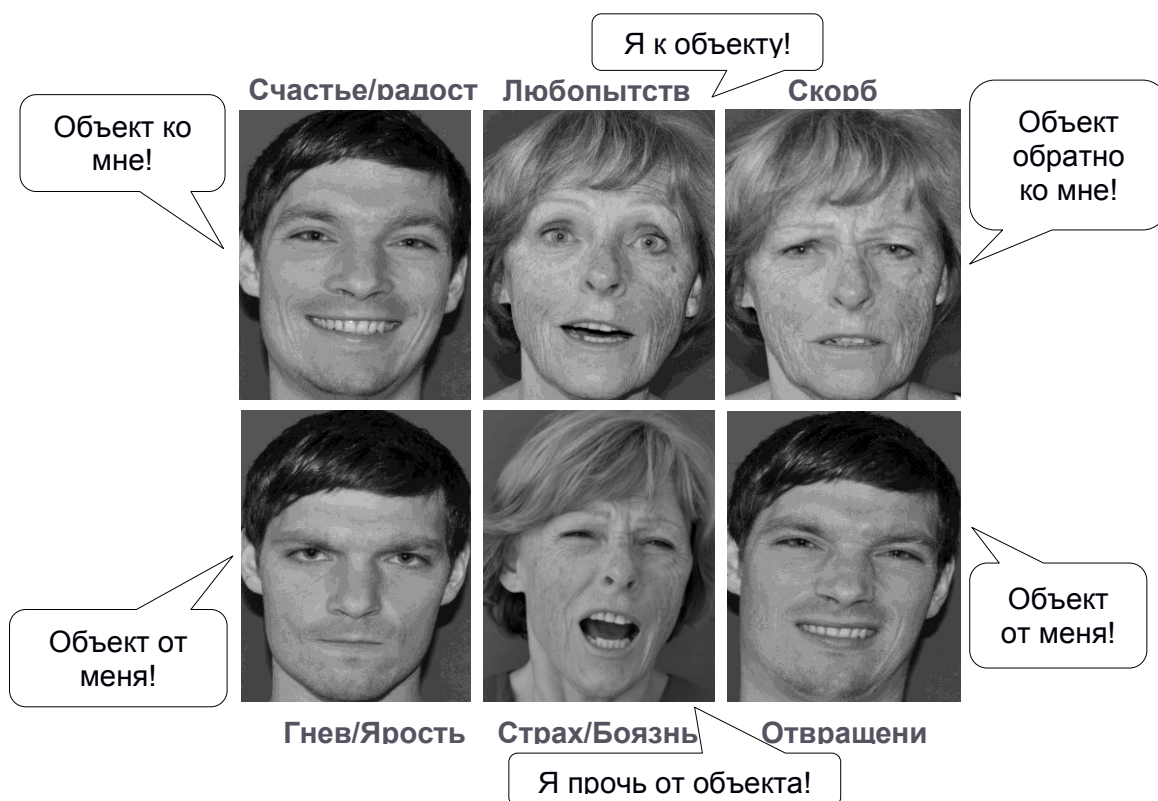 Я к объекту!
Счастье/радост
Любопытств
Скорб
Объект ко
мне!
Объект
обратно
ко мне!
Объект от
меня!
Объект
от меня!
Гнев/Ярость
Страх/Боязнь
Отвращени
Я прочь от объекта!